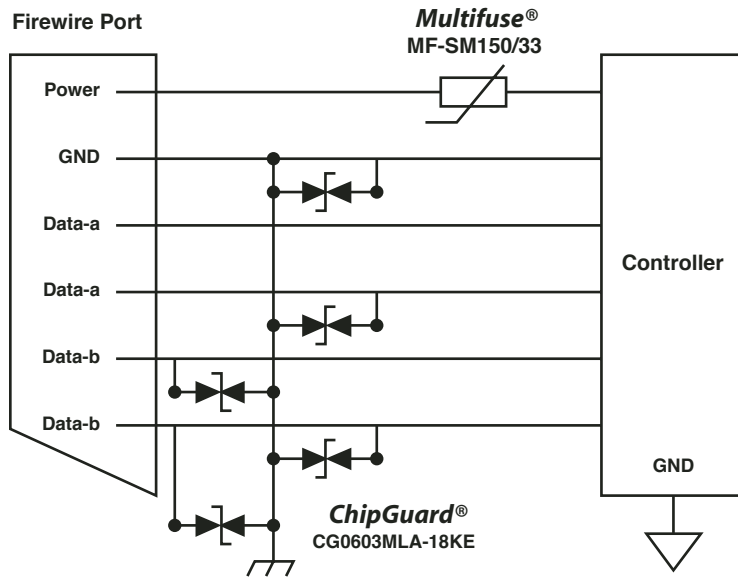 Firewire Port
Multifuse®
MF-SM150/33
Power
GND
Data-a
Data-a
Data-b
Data-b
Controller
GND
ChipGuard®
CG0603MLA-18KE